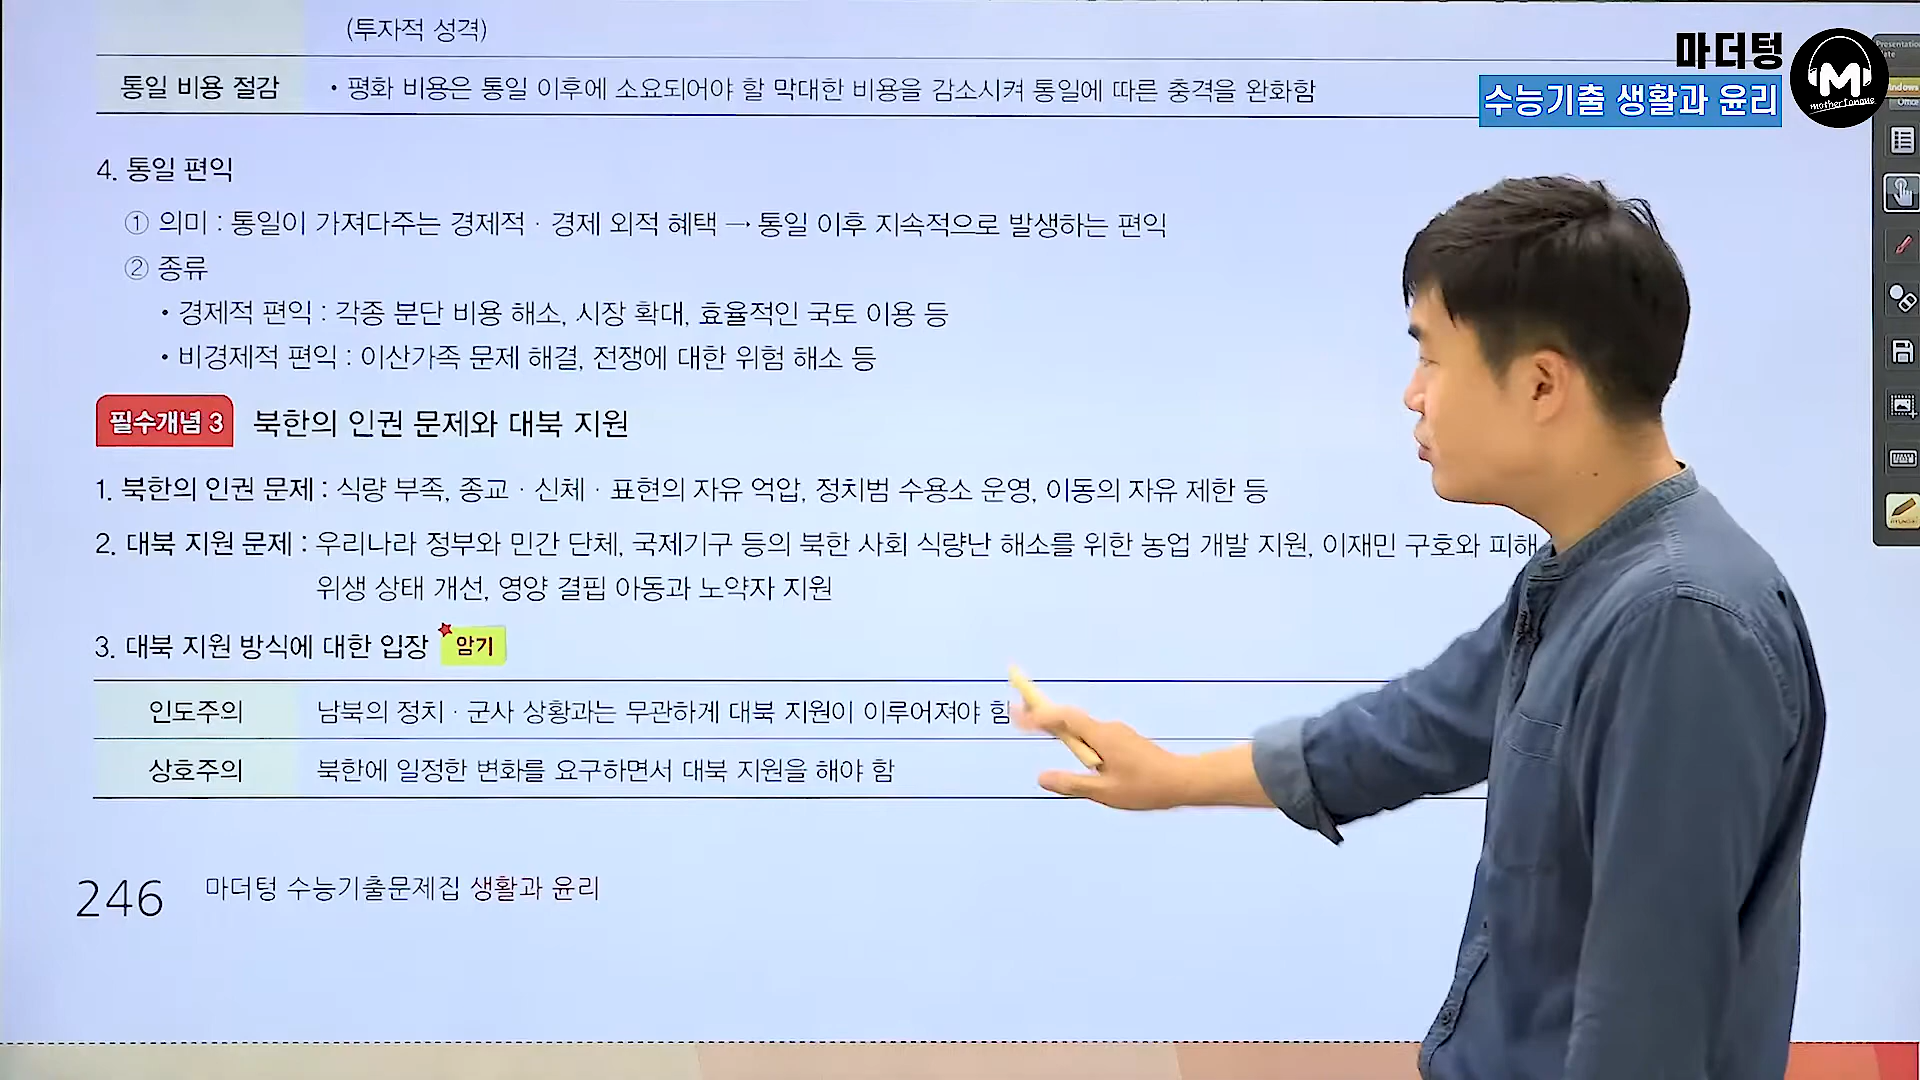 (투자적 성격)
통일 비용 절감 • 평화 비용은 통일 이후에 소요되어야 할 막대한 비용을 감소시켜 통일에 따른 충격을 완화함
마더텅
수능기출 생활과 윤리
M
mothertongue
4. 통일 편익
① 의미 : 통일이 가져다주는 경제적 · 경제 외적 혜택 → 통일 이후 지속적으로 발생하는 편익
② 종류
• 경제적 편익 : 각종 분단 비용 해소, 시장 확대, 효율적인 국토 이용 등
• 비경제적 편익 : 이산가족 문제 해결, 전쟁에 대한 위험 해소 등
필수개념 3 북한의 인권 문제와 대북 지원
1. 북한의 인권 문제 : 식량 부족, 종교 · 신체 · 표현의 자유 억압, 정치범 수용소 운영, 이동의 자유 제한 등
2. 대북 지원 문제 : 우리나라 정부와 민간 단체, 국제기구 등의 북한 사회 식량난 해소를 위한 농업 개발 지원, 이재민 구호와 피해
위생 상태 개선, 영양 결핍 아동과 노약자 지원
3. 대북 지원 방식에 대한 입장 암기
인도주의 남북의 정치 · 군사 상황과는 무관하게 대북 지원이 이루어져야 함
상호주의 북한에 일정한 변화를 요구하면서 대북 지원을 해야 함
246 마더텅 수능기출문제집 생활과 윤리